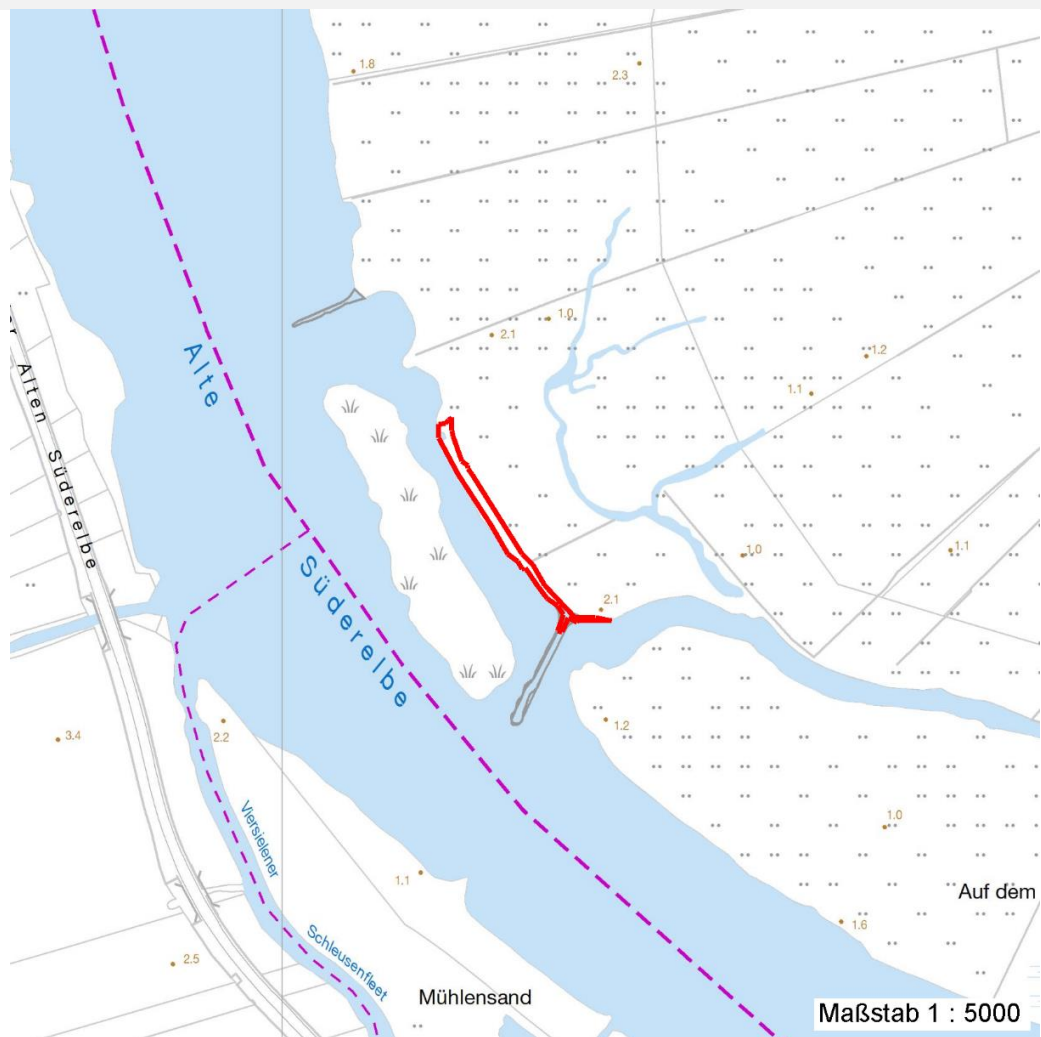 1.8
2.3
1.0
2.1
1.2
1.1
Alte
Alten Süderelbe
Süderelbe
1.0
1.1
2.1
1.2
2.2
3.4
Viersielener
1.0
1.1
Auf dem
1.6
Schleusenfleet
2.5
Mühlensand
Maßstab 1 : 5000